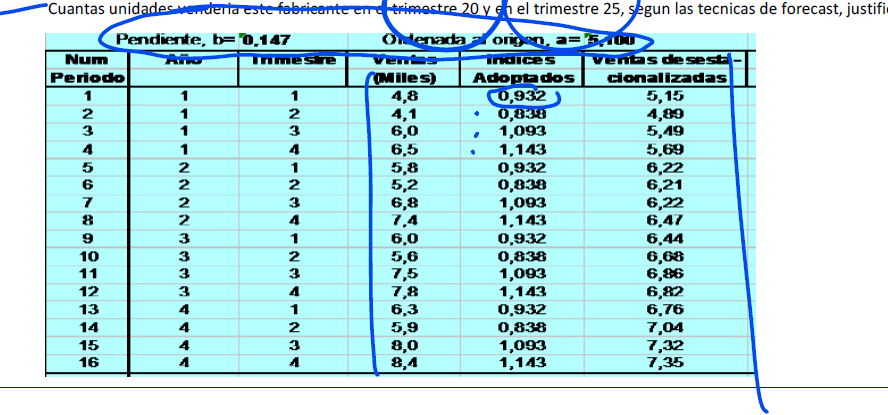 Cuantas unidades venderia este fabricante en el trimestre 20 y en el trimestre 25, segun las tecnicas de forecast, justifi
Pendiente, b= 0,147 Ordenada al origen, a= 5,100
Num Año Trimestre Ventas Indices Ventas desesta-
Periodo (Miles) Adoptados cionalizadas
1 1 1 4,8 0,932 5,15
2 1 2 4,1 0,838 4,89
3 1 3 6,0 1,093 5,49
4 1 4 6,5 1,143 5,69
5 2 1 5,8 0,932 6,22
6 2 2 5,2 0,838 6,21
7 2 3 6,8 1,093 6,22
8 2 4 7,4 1,143 6,47
9 3 1 6,0 0,932 6,44
10 3 2 5,6 0,838 6,68
11 3 3 7,5 1,093 6,86
12 3 4 7,8 1,143 6,82
13 4 1 6,3 0,932 6,76
14 4 2 5,9 0,838 7,04
15 4 3 8,0 1,093 7,32
16 4 4 8,4 1,143 7,35